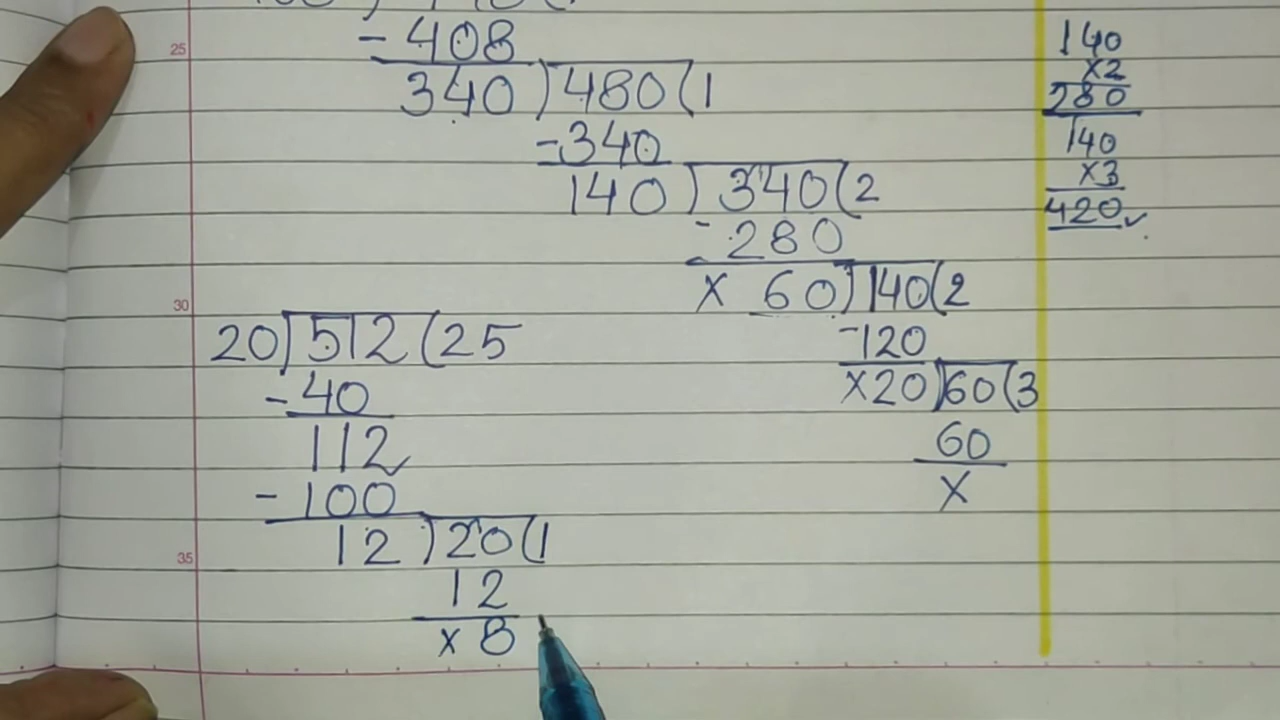 - 408
340 ) 480 ( 1
- 340
140 ) 340 ( 2
- 280
x 60 ) 140 ( 2
- 120
x 20 ) 60 ( 3
60
x
20 ) 512 ( 25
- 40
112
- 100
12 ) 20 ( 1
12
x 8
140
x2
280
140
x3
420 ✓
25
30
35